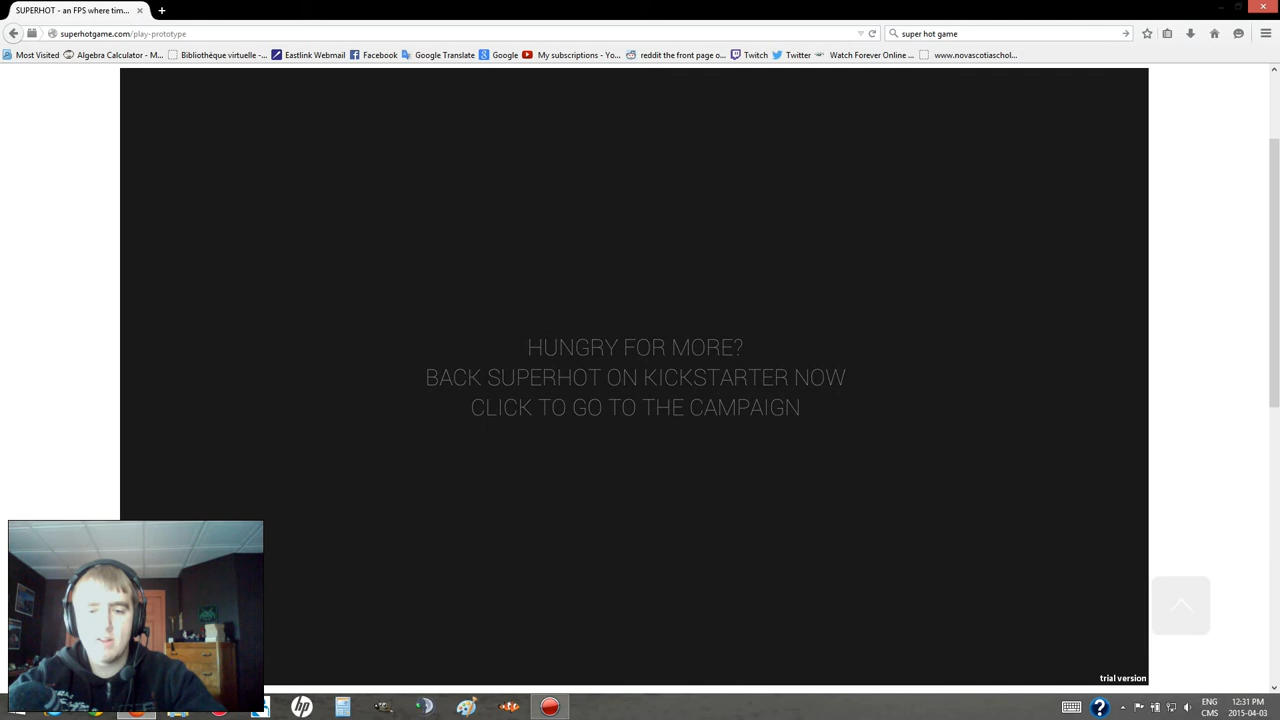 SUPERHOT - an FPS where tim...
superhotgame.com/play-prototype
super hot game
Most Visited
Algebra Calculator - M...
Bibliothèque virtuelle -...
Eastlink Webmail
Facebook
Google Translate
Google
My subscriptions - Yo...
reddit the front page o...
Twitch
Twitter
Watch Forever Online ...
www.novascotiaschol...
HUNGRY FOR MORE?
BACK SUPERHOT ON KICKSTARTER NOW
CLICK TO GO TO THE CAMPAIGN
trial version
hp
ENG
CMS
12:31 PM
2015-04-03